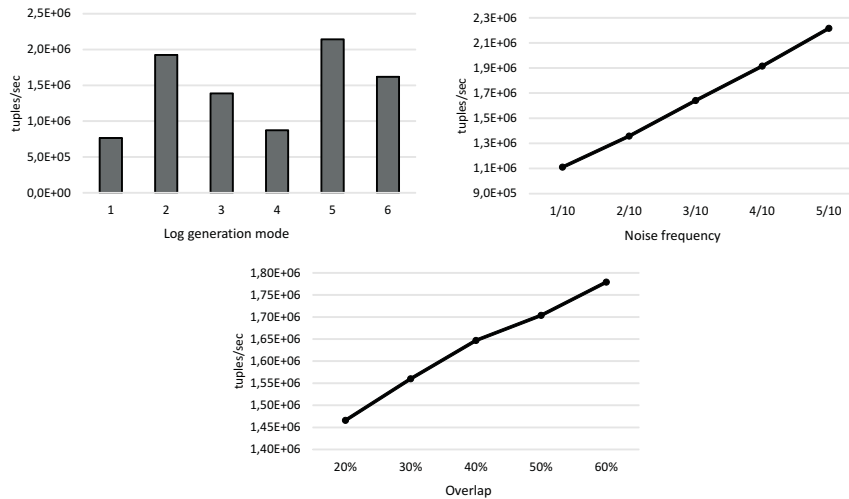 2,5E+06
2,0E+06
1,5E+06
1,0E+06
5,0E+05
0,0E+00
tuples/sec
1 2 3 4 5 6
Log generation mode
2,3E+06
2,1E+06
1,9E+06
1,7E+06
1,5E+06
1,3E+06
1,1E+06
9,0E+05
tuples/sec
1/10 2/10 3/10 4/10 5/10
Noise frequency
1,80E+06
1,75E+06
1,70E+06
1,65E+06
1,60E+06
1,55E+06
1,50E+06
1,45E+06
1,40E+06
tuples/sec
20% 30% 40% 50% 60%
Overlap